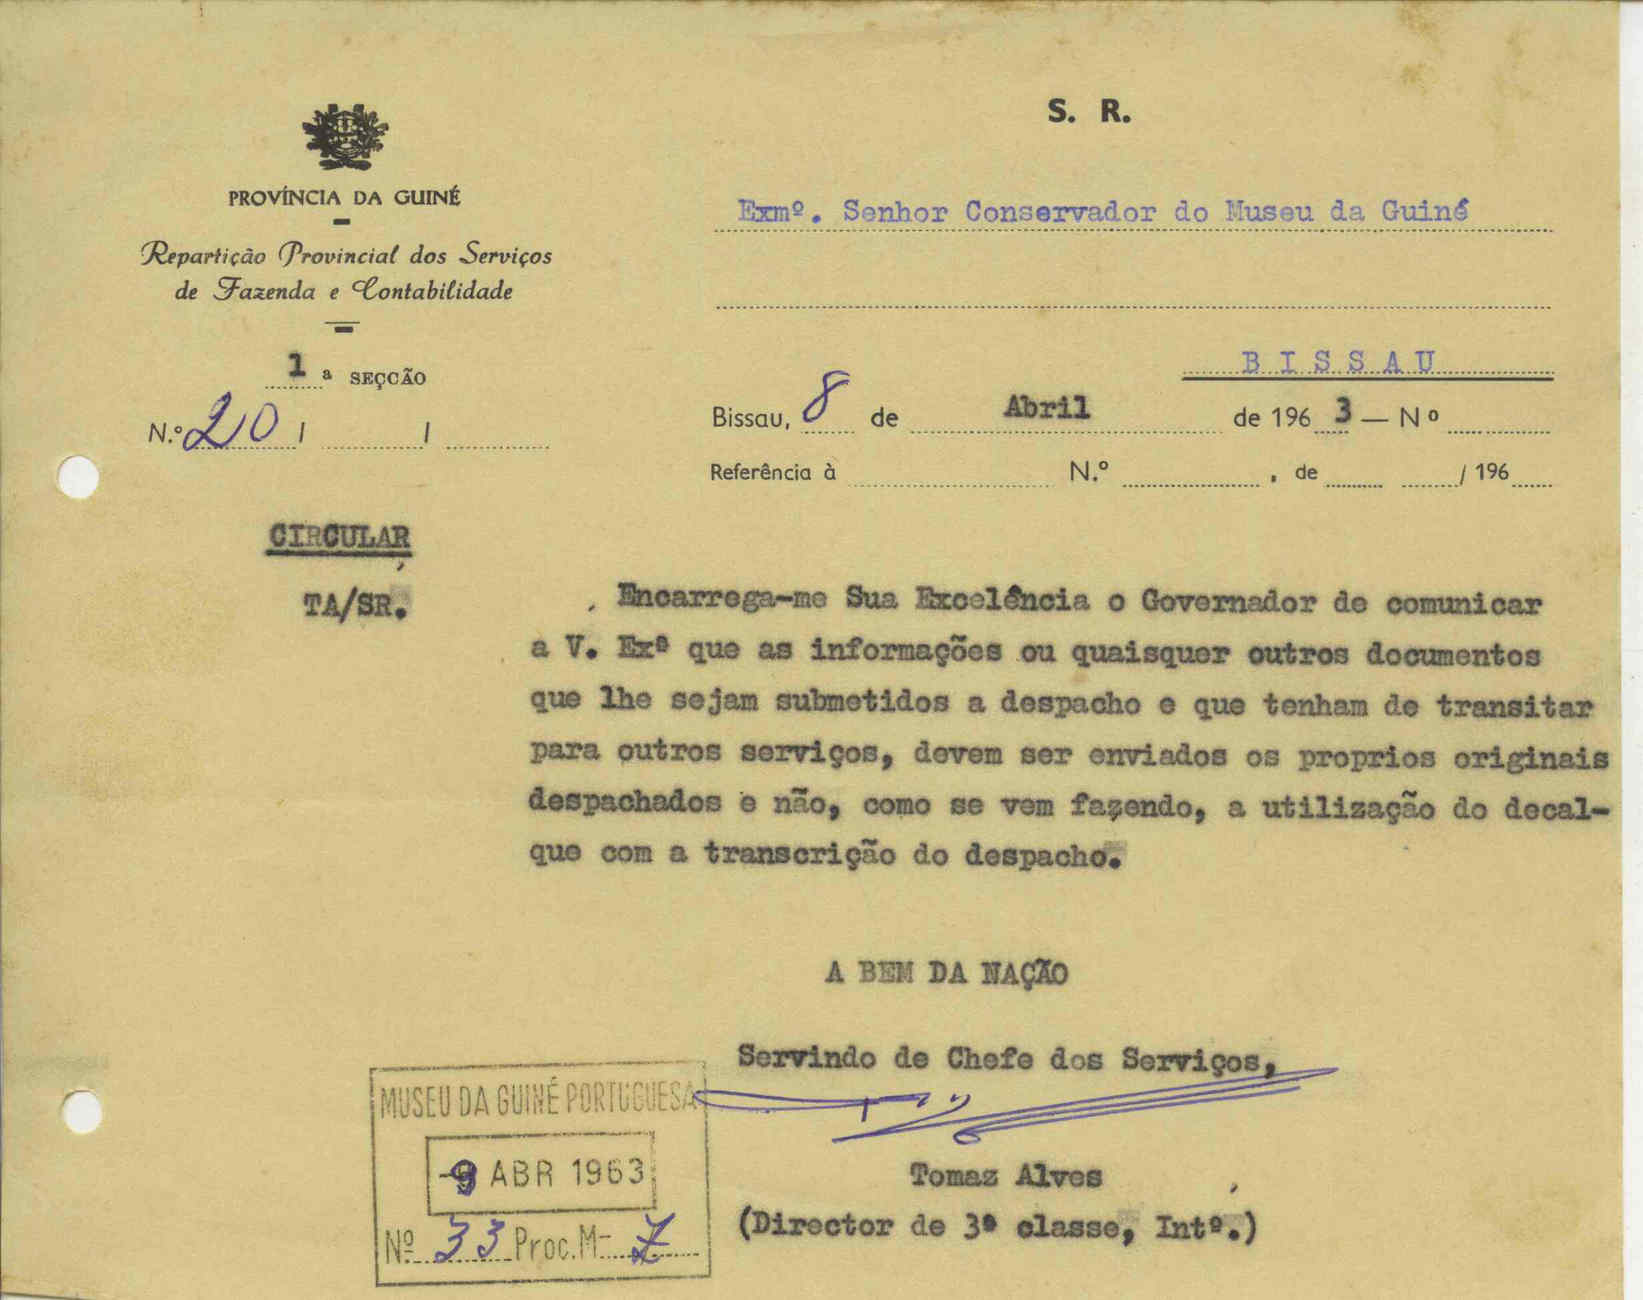 S. R.
PROVÍNCIA DA GUINÉ
Repartição Provincial dos Serviços
de Fazenda e Contabilidade
1ª SEÇCÃO
N.º 20 / /
Exmº. Senhor Conservador do Museu da Guiné
B I S S A U
Bissau, 8 de Abril de 1963 — Nº
Referência à N.º , de / 196
CIRCULAR
TA/SR.
Encarrega-me Sua Excelência o Governador de comunicar
a V. Exª que as informações ou quaisquer outros documentos
que lhe sejam submetidos a despacho e que tenham de transitar
para outros serviços, devem ser enviados os proprios originais
despachados e não, como se vem fazendo, a utilização do decal-
que com a transcrição do despacho.
A BEM DA NAÇÃO
Servindo de Chefe dos Serviços,
Tomaz Alves
(Director de 3ª classe, Intº.)
MUSEU DA GUINÉ PORTUGUESA
-9 ABR 1963
Nº 33 Proc. M- 7